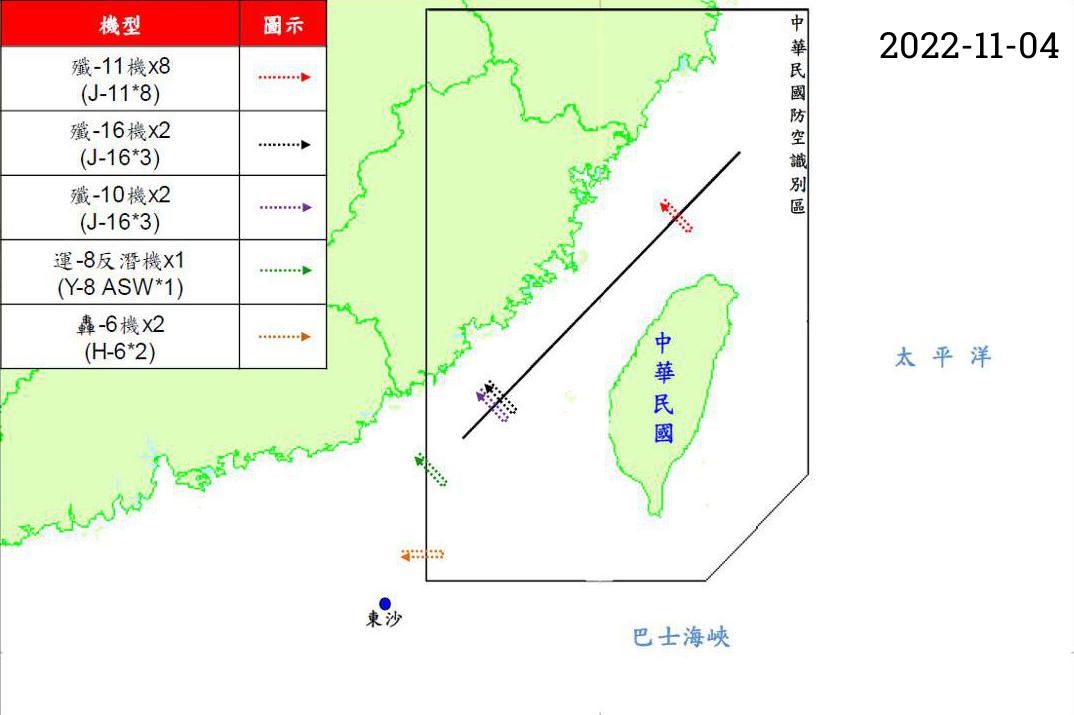 機型 圖示
殲-11機x8
(J-11*8)
殲-16機x2
(J-16*3)
殲-10機x2
(J-16*3)
運-8反潛機x1
(Y-8 ASW*1)
轟-6機x2
(H-6*2)
中華民國防空識別區
2022-11-04
中華民國
太平洋
東沙
巴士海峽